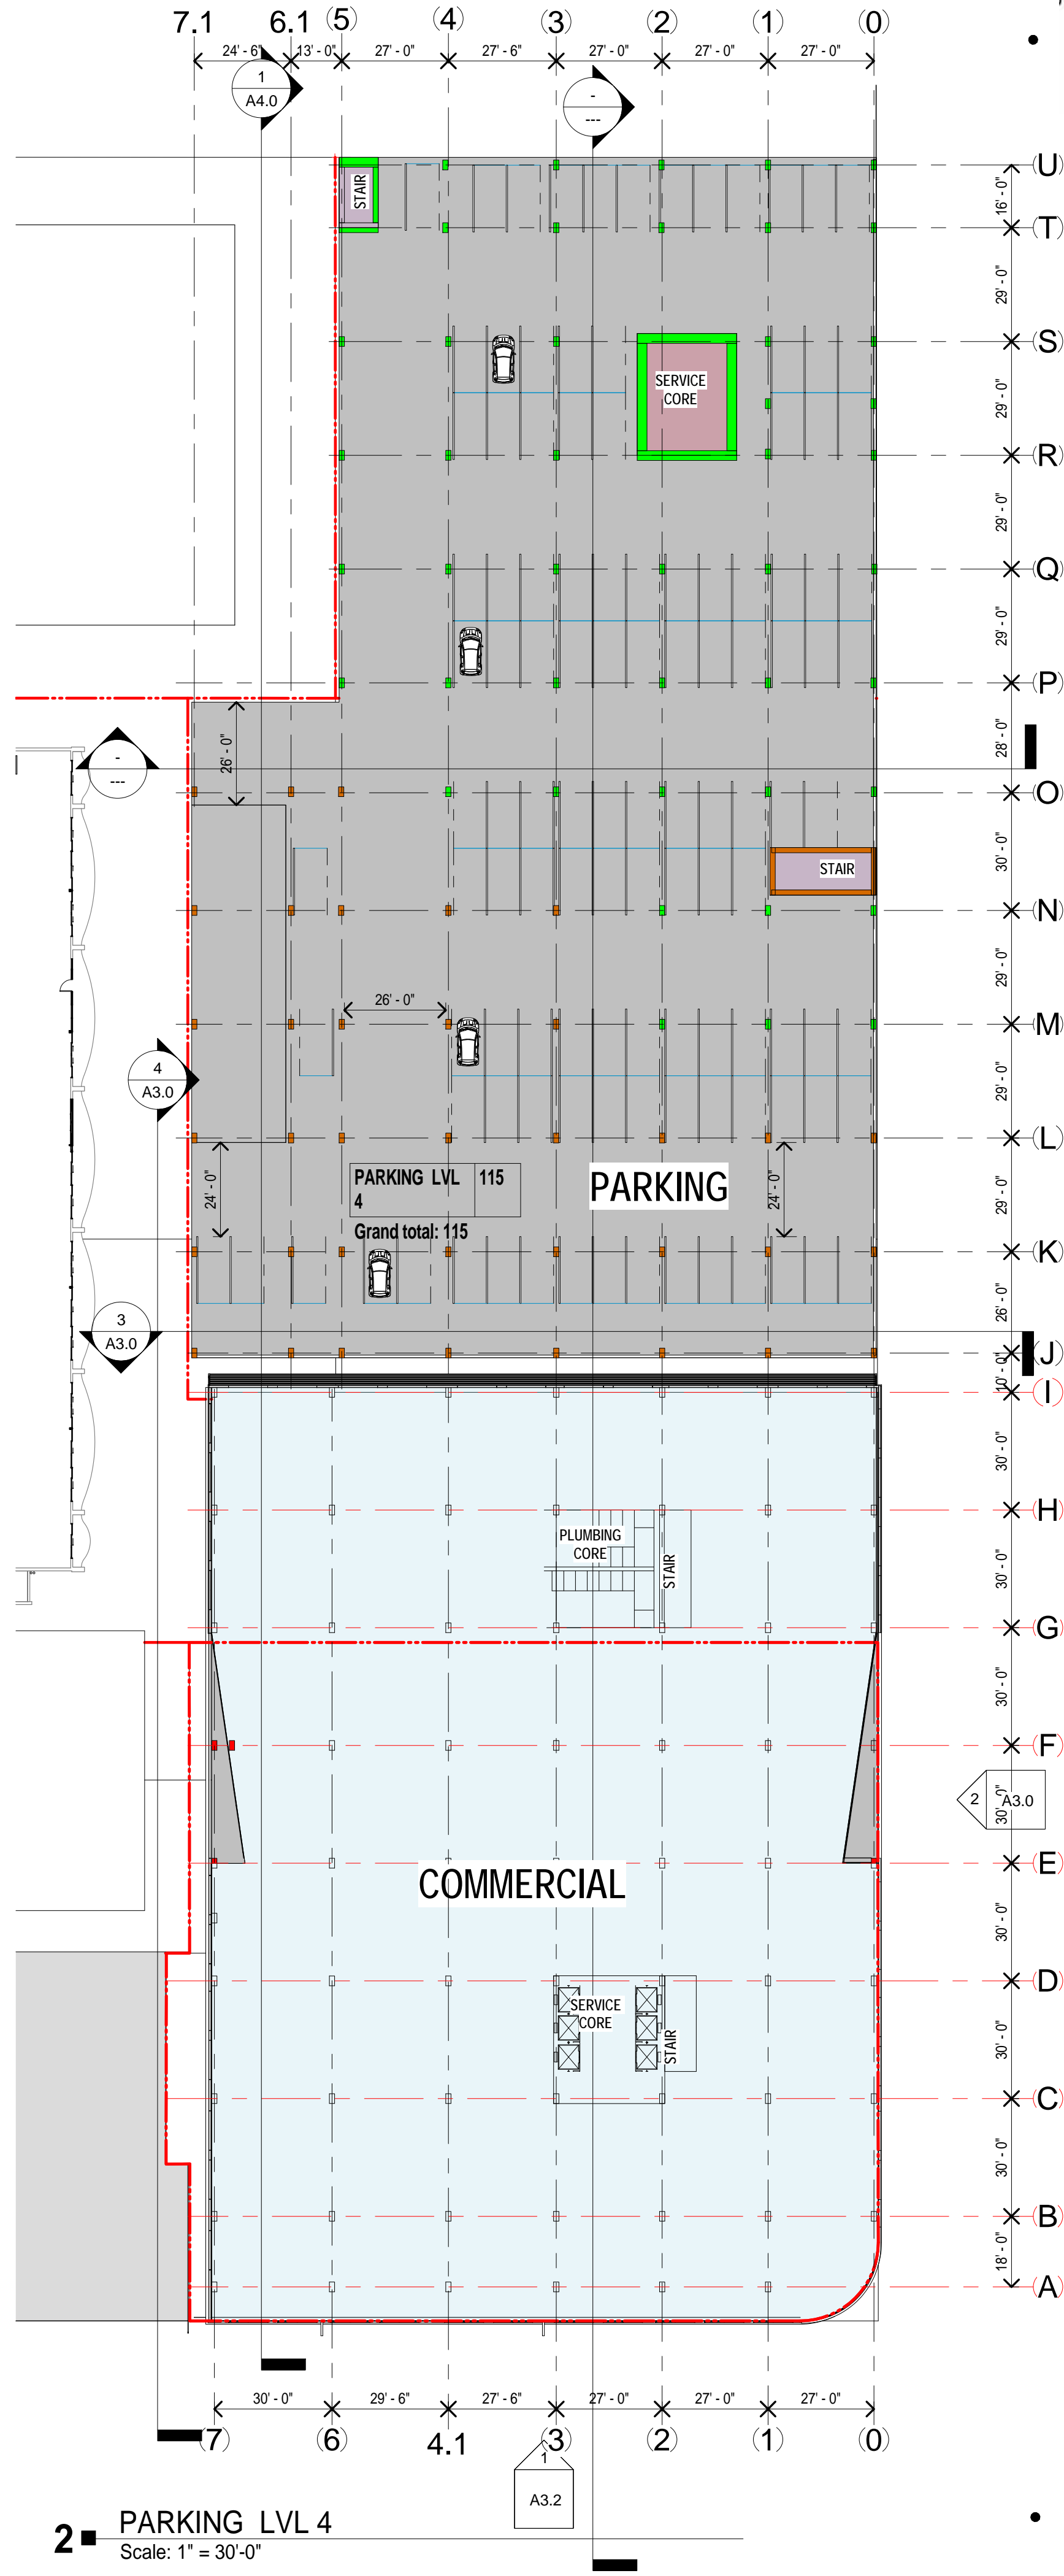 7.1 6.1 (5) (4) (3) (2) (1) (0)
24' - 6" 13' - 0" 27' - 0" 27' - 6" 27' - 0" 27' - 0" 27' - 0"
1
A4.0
-
---
(U)
STAIR
16' - 0"
(T)
29' - 0"
(S)
SERVICE
CORE
29' - 0"
(R)
29' - 0"
(Q)
29' - 0"
(P)
26' - 0"
28' - 0"
-
---
(O)
30' - 0"
STAIR
(N)
29' - 0"
26' - 0"
(M)
4
A3.0
29' - 0"
(L)
24' - 0"
PARKING LVL 115
4
Grand total: 115
PARKING
24' - 0"
29' - 0"
(K)
26' - 0"
3
A3.0
(J)
10' - 0"
(I)
30' - 0"
(H)
PLUMBING
CORE
STAIR
30' - 0"
(G)
30' - 0"
(F)
2
A3.0
30' - 0"
(E)
COMMERCIAL
30' - 0"
(D)
SERVICE
CORE
STAIR
30' - 0"
(C)
30' - 0"
(B)
18' - 0"
(A)
30' - 0" 29' - 6" 27' - 6" 27' - 0" 27' - 0" 27' - 0"
(7) (6) 4.1 (3) (2) (1) (0)
1
A3.2
2 PARKING LVL 4
Scale: 1" = 30'-0"